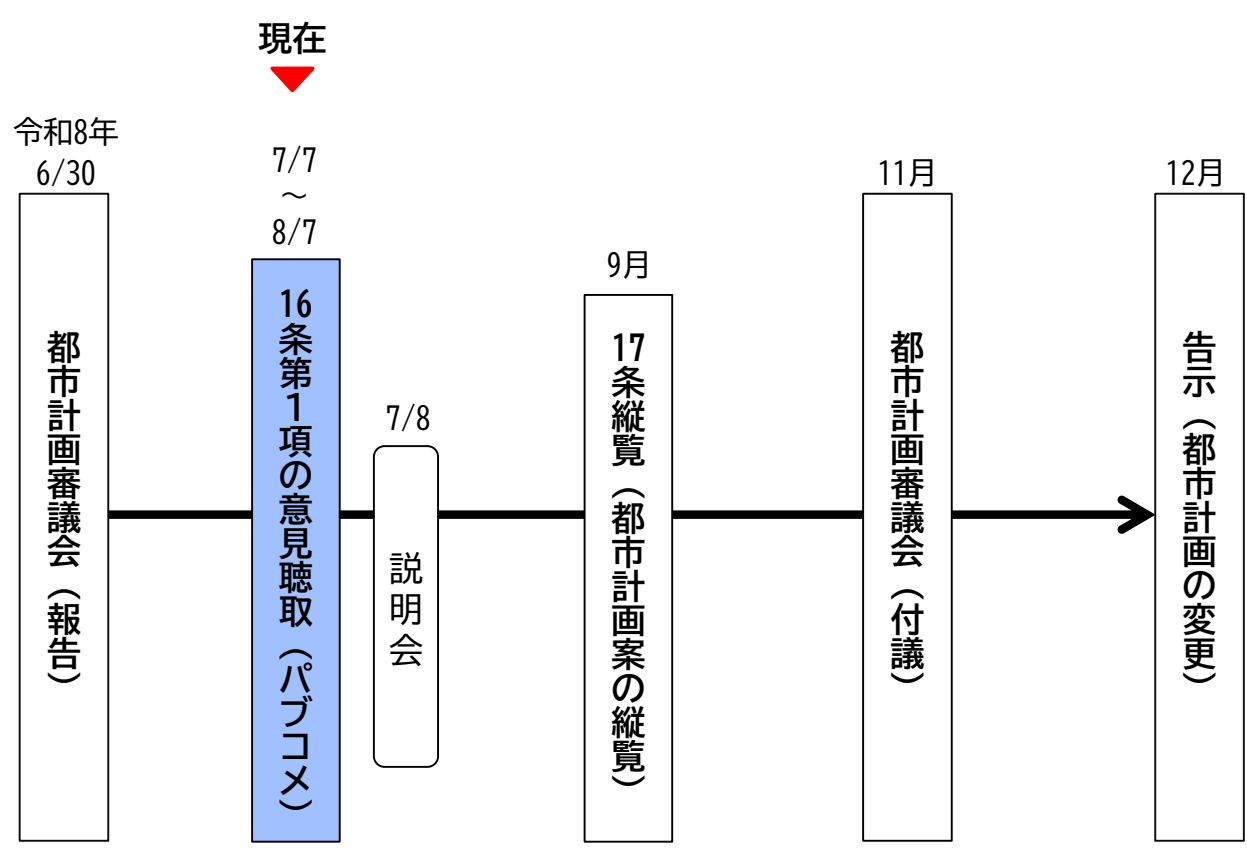 現在
令和8年
6/30
都市計画審議会（報告）
7/7
～
8/7
16条第1項の意見聴取（パブコメ）
7/8
説明会
9月
17条縦覧（都市計画案の縦覧）
11月
都市計画審議会（付議）
12月
告示（都市計画の変更）